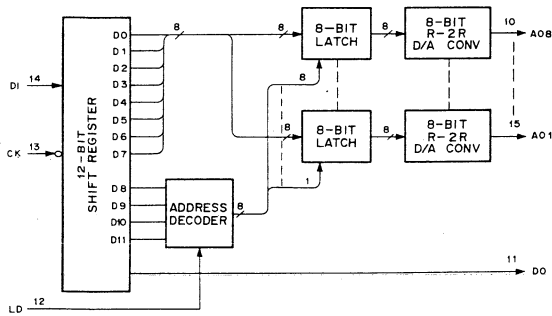 D0
D1
D2
D3
D4
D5
D6
D7
D8
D9
D10
D11
12-BIT
SHIFT REGISTER
DI
14
CK
13
LD
12
8
8
8
8
8-BIT
LATCH
8
8-BIT
R-2R
D/A CONV
10
AO8
8
8-BIT
LATCH
8
8-BIT
R-2R
D/A CONV
15
AO1
1
ADDRESS
DECODER
8
11
DO